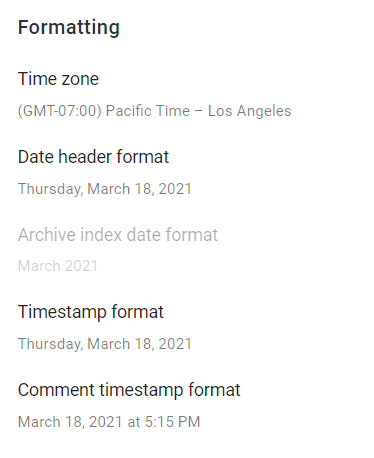 Formatting
Time zone
(GMT-07:00) Pacific Time – Los Angeles
Date header format
Thursday, March 18, 2021
Archive index date format
March 2021
Timestamp format
Thursday, March 18, 2021
Comment timestamp format
March 18, 2021 at 5:15 PM